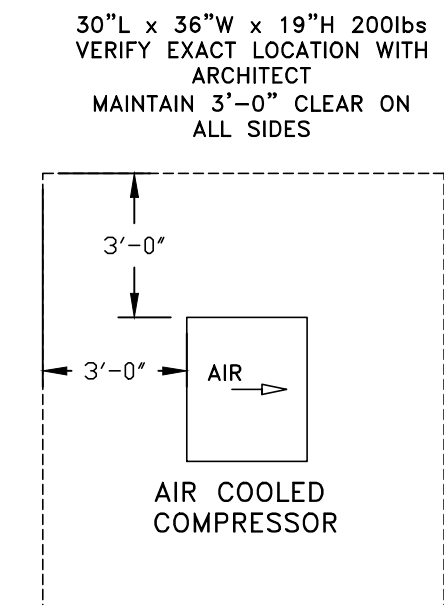 30”L x 36”W x 19”H 200lbs
VERIFY EXACT LOCATION WITH
ARCHITECT
MAINTAIN 3’-0” CLEAR ON
ALL SIDES
3'-0"
3'-0"
AIR
AIR COOLED
COMPRESSOR